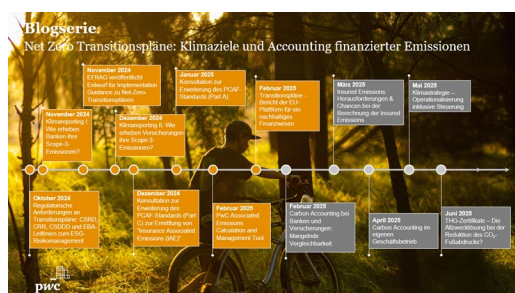 Blogserie
Net Zero Transitionspläne: Klimaziele und Accounting finanzierter Emissionen
November 2024
EFRAG veröffentlicht
Entwurf für Implementation
Guidance zu Net-Zero-
Transitionsplänen
Januar 2025
Konsultation zur
Erweiterung des PCAF-
Standards (Part A)
Februar 2025
Transitionspläne –
Bericht der EU-
Plattform für ein
nachhaltiges
Finanzwesen
März 2025
Insured Emissions:
Herausforderungen &
Chancen bei der
Berechnung der Insured
Emissions
Mai 2025
Klimastrategie –
Operationalisierung
inklusive Steuerung
November 2024
Klimareporting I:
Wie erheben
Banken ihre
Scope-3-
Emissionen?
Dezember 2024
Klimareporting II: Wie
erheben Versicherungen
ihre Scope-3-
Emissionen?
Oktober 2024
Regulatorische
Anforderungen an
Transitionspläne: CSRD,
CRR, CSDDD und EBA-
Leitlinien zum ESG-
Risikomanagement
Dezember 2024
Konsultation zur
Erweiterung des
PCAF-Standards (Part
C) zur Ermittlung von
"Insurance Associated
Emissions (IAE)"
Februar 2025
PwC Associated
Emissions
Calculation and
Management Tool
Februar 2025
Carbon Accounting bei
Banken und
Versicherungen:
Mangelnde
Vergleichbarkeit
April 2025
Carbon Accounting im
eigenen
Geschäftsbetrieb
Juni 2025
THG-Zertifikate – Die
Allzwecklösung bei der
Reduktion des CO₂-
Fußabdrucks?
pwc